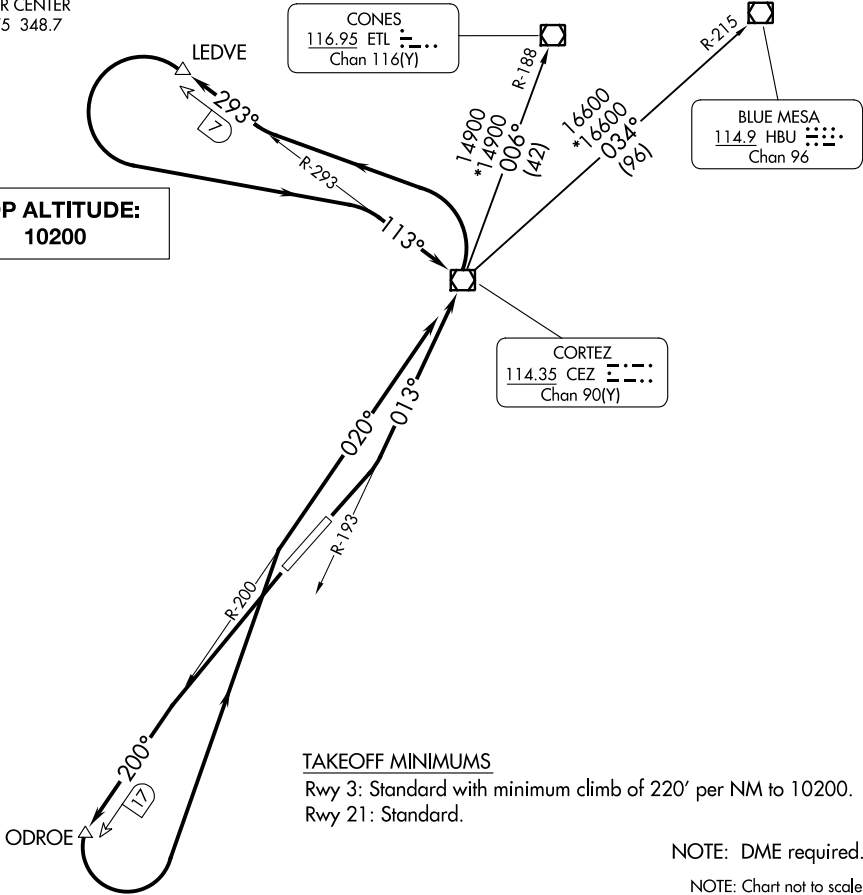 R CENTER
5 348.7
CONES
116.95 ETL
Chan 116(Y)
R-188
R-215
BLUE MESA
114.9 HBU
Chan 96
LEDVE
293°
7
R-293
113°
14900
*14900
006°
(42)
16600
*16600
034°
(96)
P ALTITUDE:
10200
CORTEZ
114.35 CEZ
Chan 90(Y)
020°
013°
R-193
R-200
200°
17
ODROE
TAKEOFF MINIMUMS
Rwy 3: Standard with minimum climb of 220' per NM to 10200.
Rwy 21: Standard.
NOTE: DME required.
NOTE: Chart not to scale